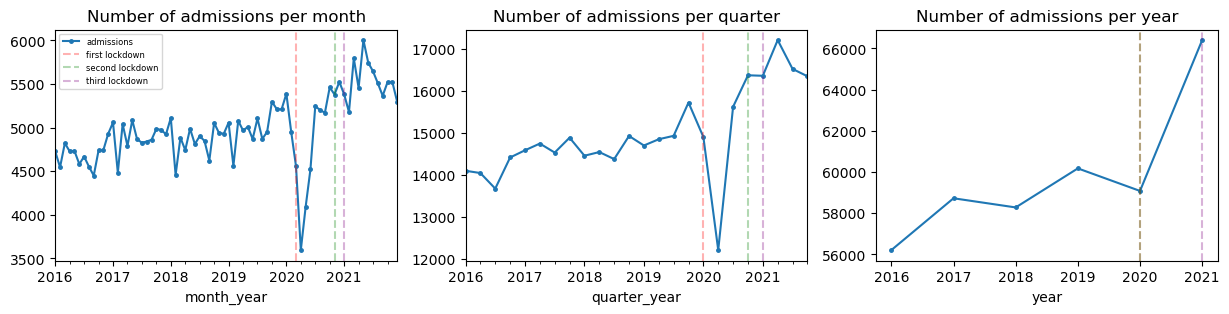 Number of admissions per month
6000
5500
5000
4500
4000
3500
admissions
first lockdown
second lockdown
third lockdown
2016 2017 2018 2019 2020 2021
month_year
Number of admissions per quarter
17000
16000
15000
14000
13000
12000
2016 2017 2018 2019 2020 2021
quarter_year
Number of admissions per year
66000
64000
62000
60000
58000
56000
2016 2017 2018 2019 2020 2021
year